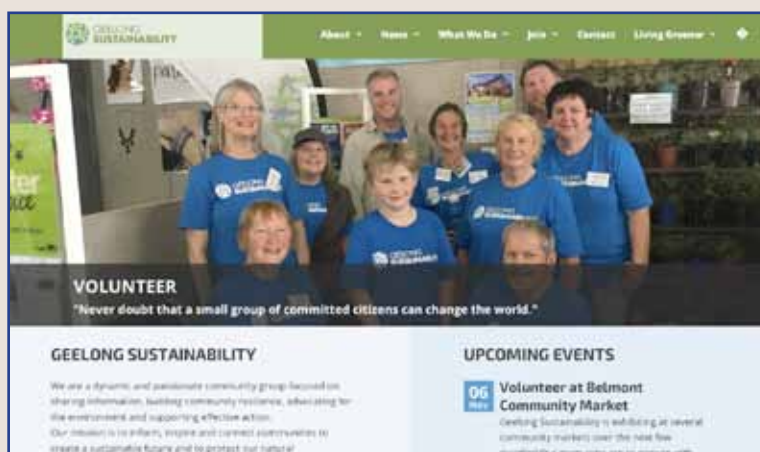 GEELONG
SUSTAINABILITY
About Home What We Do Join Contact Living Greener
VOLUNTEER
"Never doubt that a small group of committed citizens can change the world."
GEELONG SUSTAINABILITY
We are a dynamic and passionate community group focused on
sharing information, building community resilience, advocating for
the environment and supporting effective action.
Our mission is to inform, inspire and connect communities to
create a sustainable future and to protect our natural
UPCOMING EVENTS
06
Nov
Volunteer at Belmont
Community Market
Geelong Sustainability is exhibiting at several
community markets over the next few